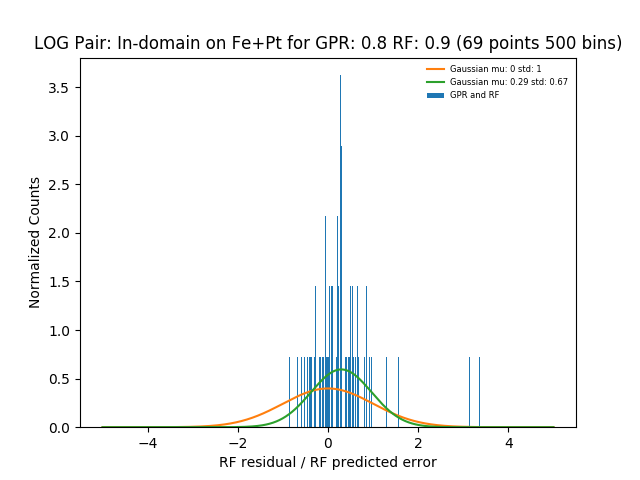 LOG Pair: In-domain on Fe+Pt for GPR: 0.8 RF: 0.9 (69 points 500 bins)
Gaussian mu: 0 std: 1
Gaussian mu: 0.29 std: 0.67
GPR and RF
Normalized Counts
3.5
3.0
2.5
2.0
1.5
1.0
0.5
0.0
−4 −2 0 2 4
RF residual / RF predicted error